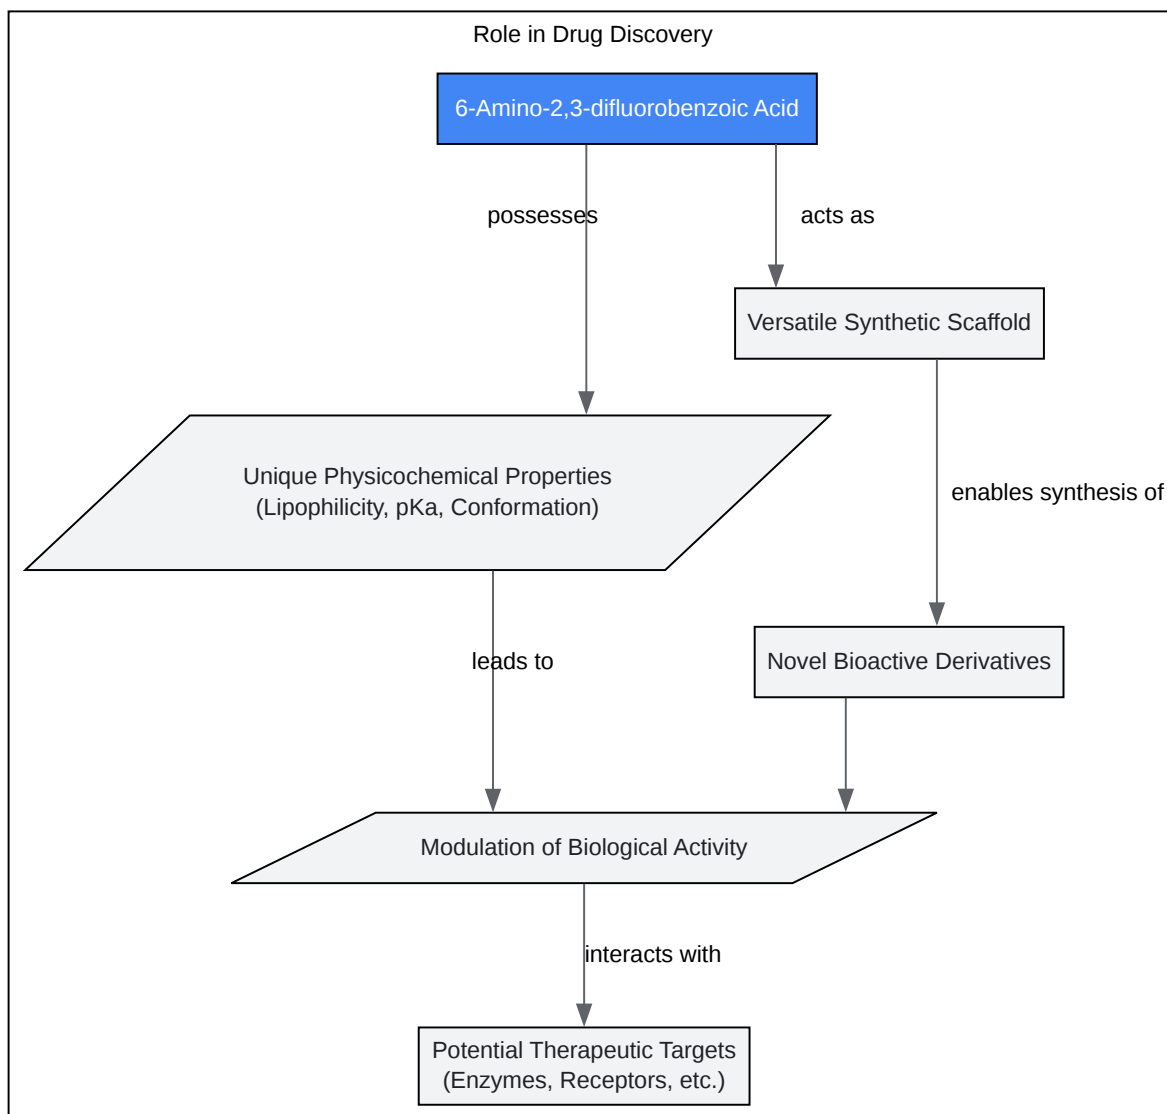 Role in Drug Discovery
6-Amino-2,3-difluorobenzoic Acid
possesses
acts as
Versatile Synthetic Scaffold
Unique Physicochemical Properties
(Lipophilicity, pKa, Conformation)
enables synthesis of
leads to
Novel Bioactive Derivatives
Modulation of Biological Activity
interacts with
Potential Therapeutic Targets
(Enzymes, Receptors, etc.)